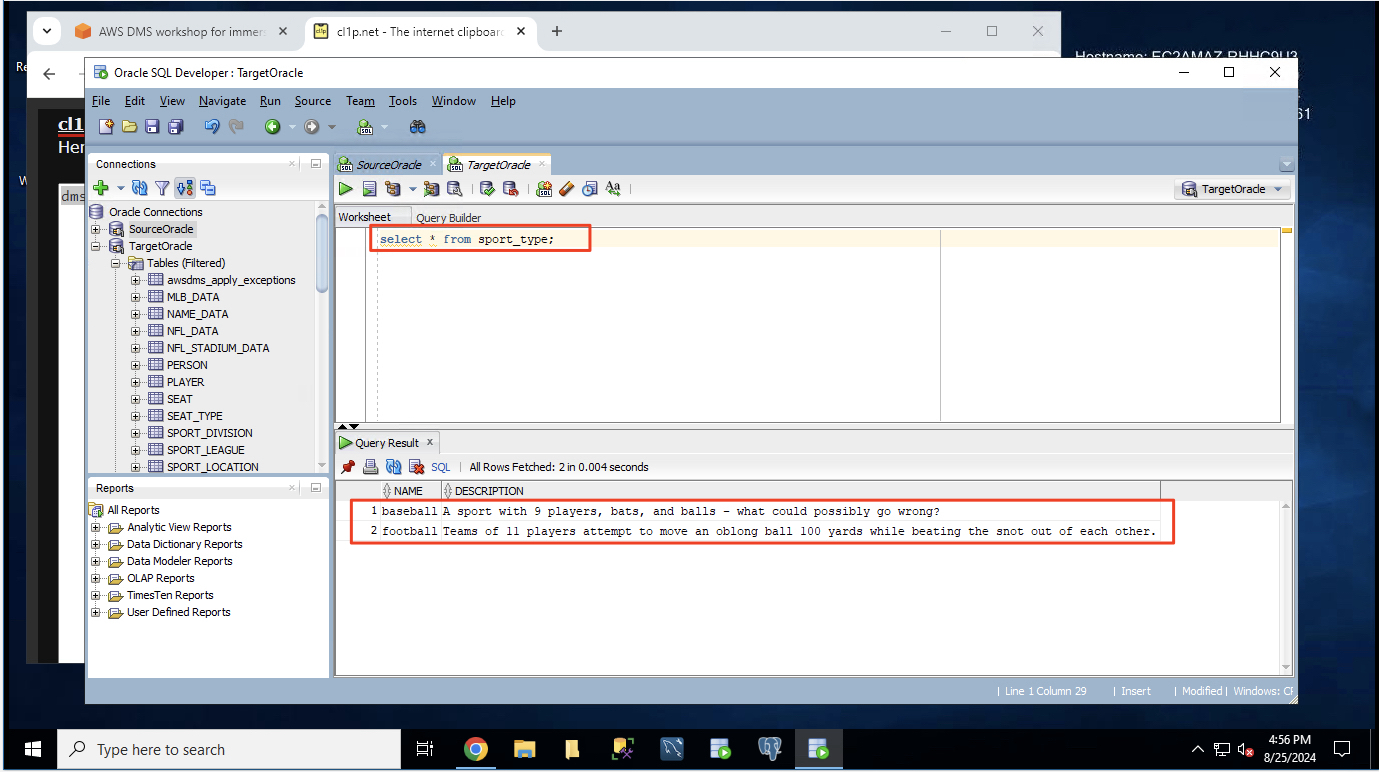 AWS DMS workshop for immers
cl1p.net - The internet clipboard
Hostname: EC2AMAZ-RHHC9U3
61
Re
cl1
Her
W
dms
Oracle SQL Developer : TargetOracle
File Edit View Navigate Run Source Team Tools Window Help
Connections
Oracle Connections
SourceOracle
TargetOracle
Tables (Filtered)
awsdms_apply_exceptions
MLB_DATA
NAME_DATA
NFL_DATA
NFL_STADIUM_DATA
PERSON
PLAYER
SEAT
SEAT_TYPE
SPORT_DIVISION
SPORT_LEAGUE
SPORT_LOCATION
Reports
All Reports
Analytic View Reports
Data Dictionary Reports
Data Modeler Reports
OLAP Reports
TimesTen Reports
User Defined Reports
SourceOracle TargetOracle
TargetOracle
Worksheet Query Builder
select * from sport_type;
Query Result
SQL | All Rows Fetched: 2 in 0.004 seconds
NAME DESCRIPTION
1 baseball A sport with 9 players, bats, and balls - what could possibly go wrong?
2 football Teams of 11 players attempt to move an oblong ball 100 yards while beating the snot out of each other.
| Line 1 Column 29 | Insert | Modified | Windows: CF
Type here to search
4:56 PM
8/25/2024